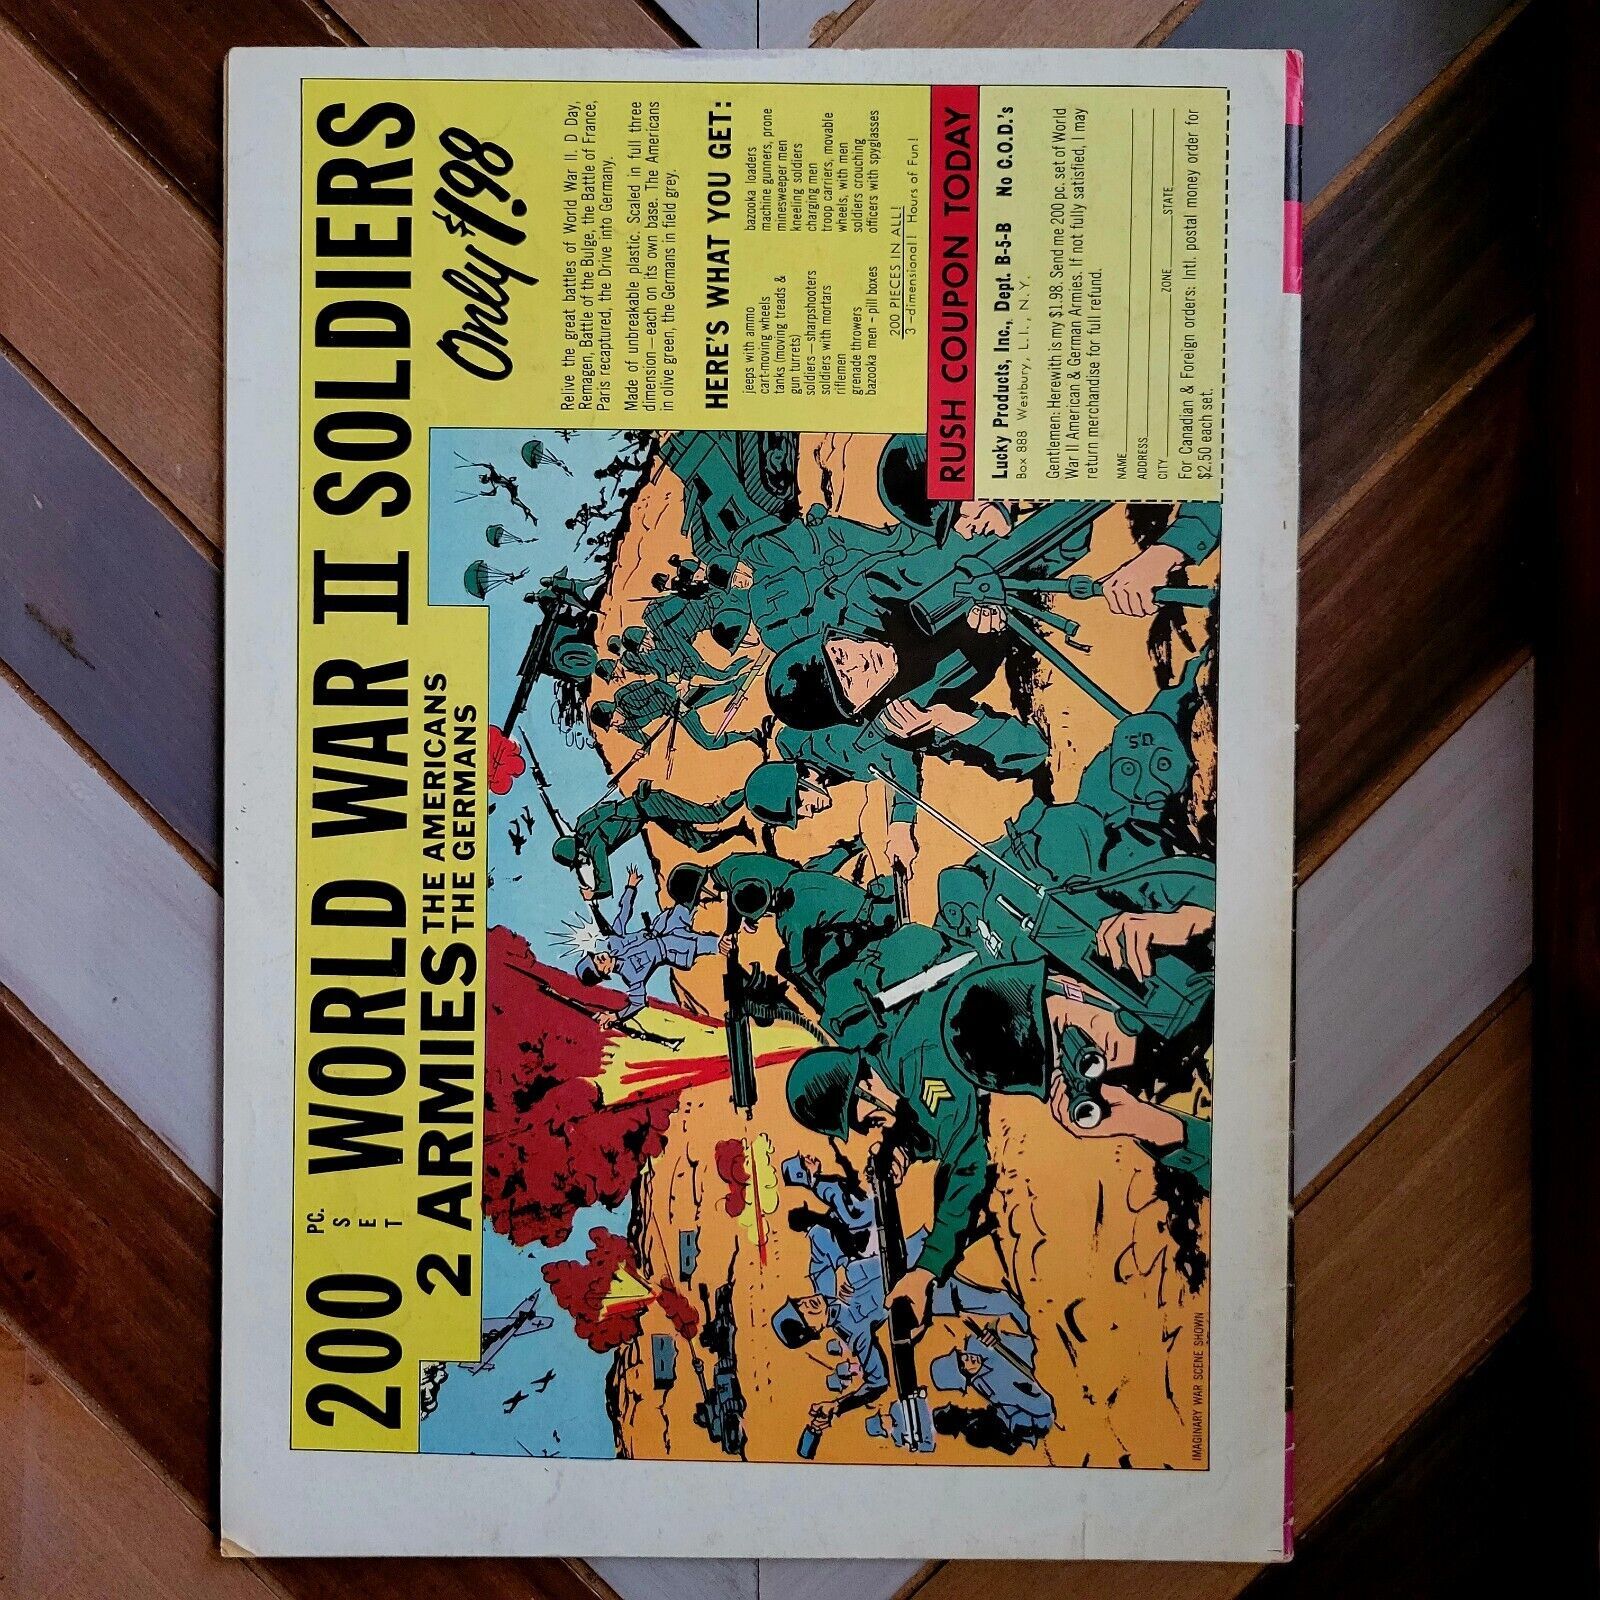 200 PC. SET WORLD WAR II SOLDIERS
2 ARMIES THE AMERICANS
THE GERMANS
Only $1.98
Relive the great battles of World War II. D Day,
Remagen, Battle of the Bulge, the Battle of France,
Paris recaptured, the Drive into Germany.
Made of unbreakable plastic. Scaled in full three
dimension—each on its own base. The Americans
in olive green, the Germans in field grey.
HERE'S WHAT YOU GET:
jeeps with ammo
cart-moving wheels
tanks (moving treads &
gun turrets)
soldiers—sharpshooters
soldiers with mortars
riflemen
grenade throwers
bazooka men - pill boxes
bazooka loaders
machine gunners, prone
minesweeper men
kneeling soldiers
charging men
troop carriers, movable
wheels, with men
soldiers crouching
officers with spyglasses
200 PIECES IN ALL!
3-dimensional! Hours of Fun!
RUSH COUPON TODAY
Lucky Products, Inc., Dept. B-5-B No C.O.D.'s
Box 888 Westbury, L.I., N.Y.
Gentlemen: Herewith is my $1.98. Send me 200 pc. set of World
War II American & German Armies. If not fully satisfied, I may
return merchandise for full refund.
NAME
ADDRESS
CITY ZONE STATE
For Canadian & Foreign orders: Intl. postal money order for
$2.50 each set.
U.S.
IMAGINARY WAR SCENE SHOWN